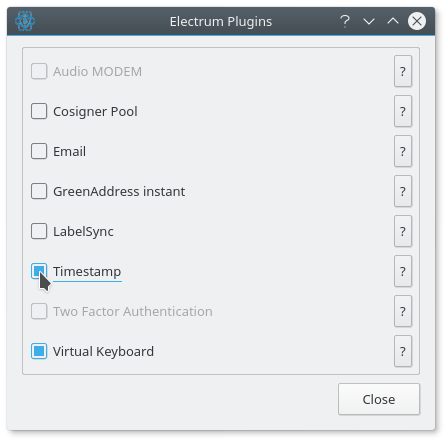 Electrum Plugins ?
Audio MODEM ?
Cosigner Pool ?
Email ?
GreenAddress instant ?
LabelSync ?
Timestamp ?
Two Factor Authentication ?
Virtual Keyboard ?
Close